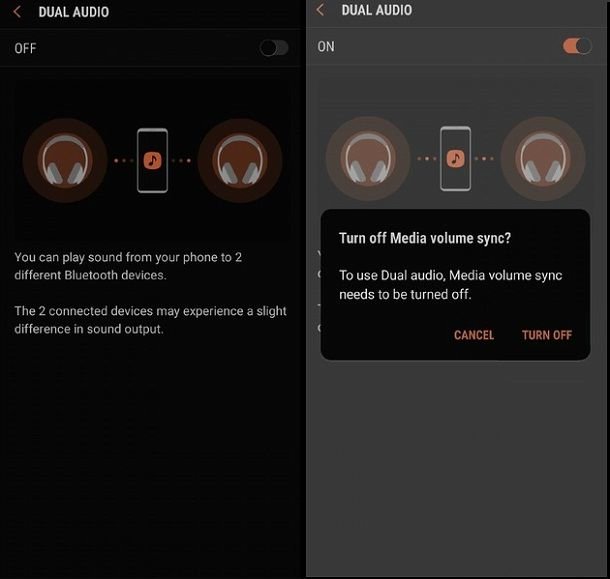 DUAL AUDIO
OFF
You can play sound from your phone to 2
different Bluetooth devices.
The 2 connected devices may experience a slight
difference in sound output.
DUAL AUDIO
ON
Turn off Media volume sync?
To use Dual audio, Media volume sync
needs to be turned off.
CANCEL TURN OFF